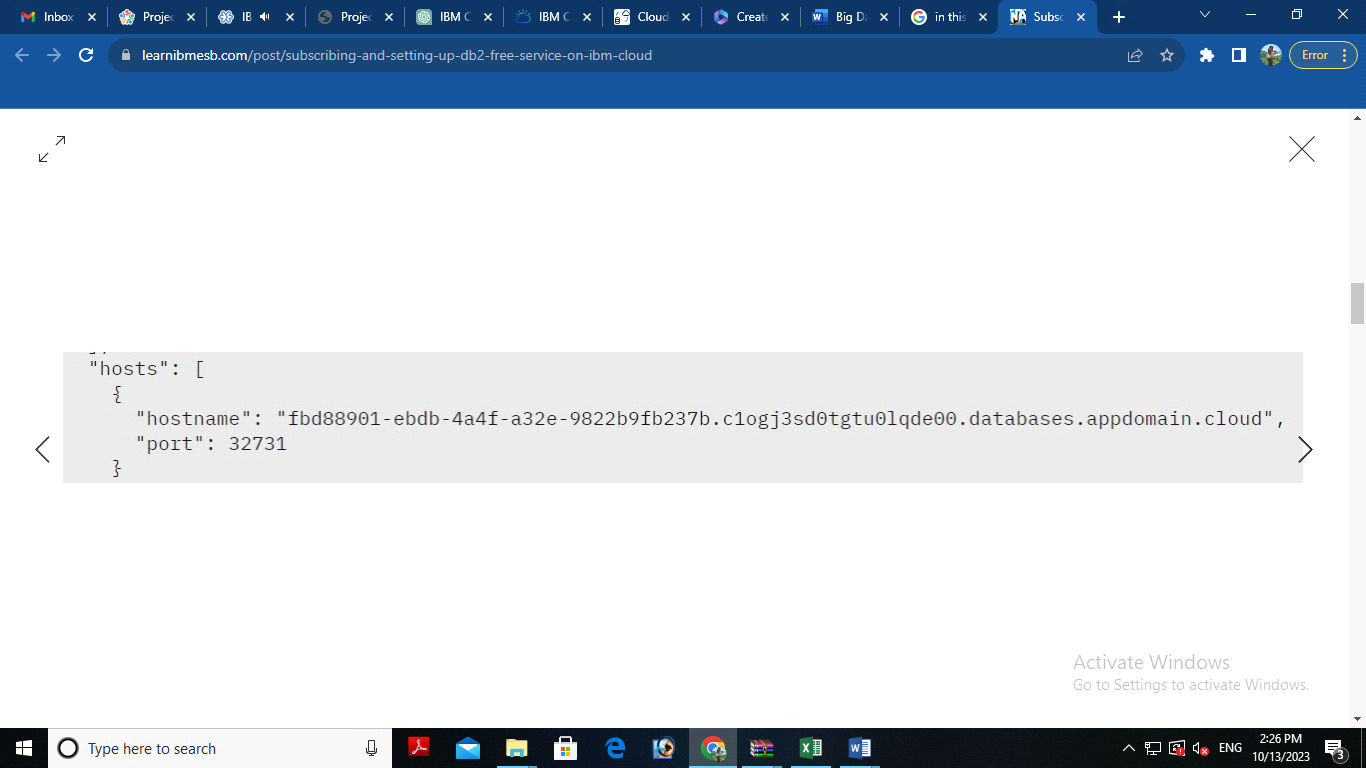 Inbox
Projec
IB
Projec
IBM C
IBM C
Cloud
Creat
Big D
in this
Subsc
learnibmesb.com/post/subscribing-and-setting-up-db2-free-service-on-ibm-cloud
Error
"hosts": [
{
"hostname": "fbd88901-ebdb-4a4f-a32e-9822b9fb237b.c1ogj3sd0tgtu0lqde00.databases.appdomain.cloud",
"port": 32731
}
Activate Windows
Go to Settings to activate Windows.
Type here to search
ENG
2:26 PM
10/13/2023
3